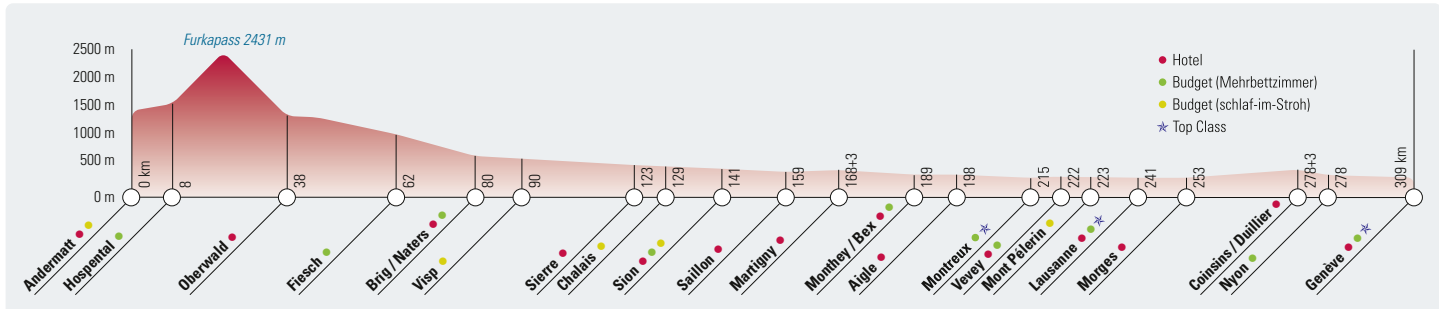 Furkapass 2431 m
2500 m
2000 m
1500 m
1000 m
500 m
0 m
Hotel
Budget (Mehrbettzimmer)
Budget (schlaf-im-Stroh)
Top Class
0 km
8
38
62
80
90
123
129
141
159
168+3
189
198
215
222
223
241
253
278+3
278
309 km
Andermatt
Hospental
Oberwald
Fiesch
Brig / Naters
Visp
Sierre
Chalais
Sion
Saillon
Martigny
Monthey / Bex
Aigle
Montreux
Vevey
Mont Pélerin
Lausanne
Morges
Coinsins / Duillier
Nyon
Genève